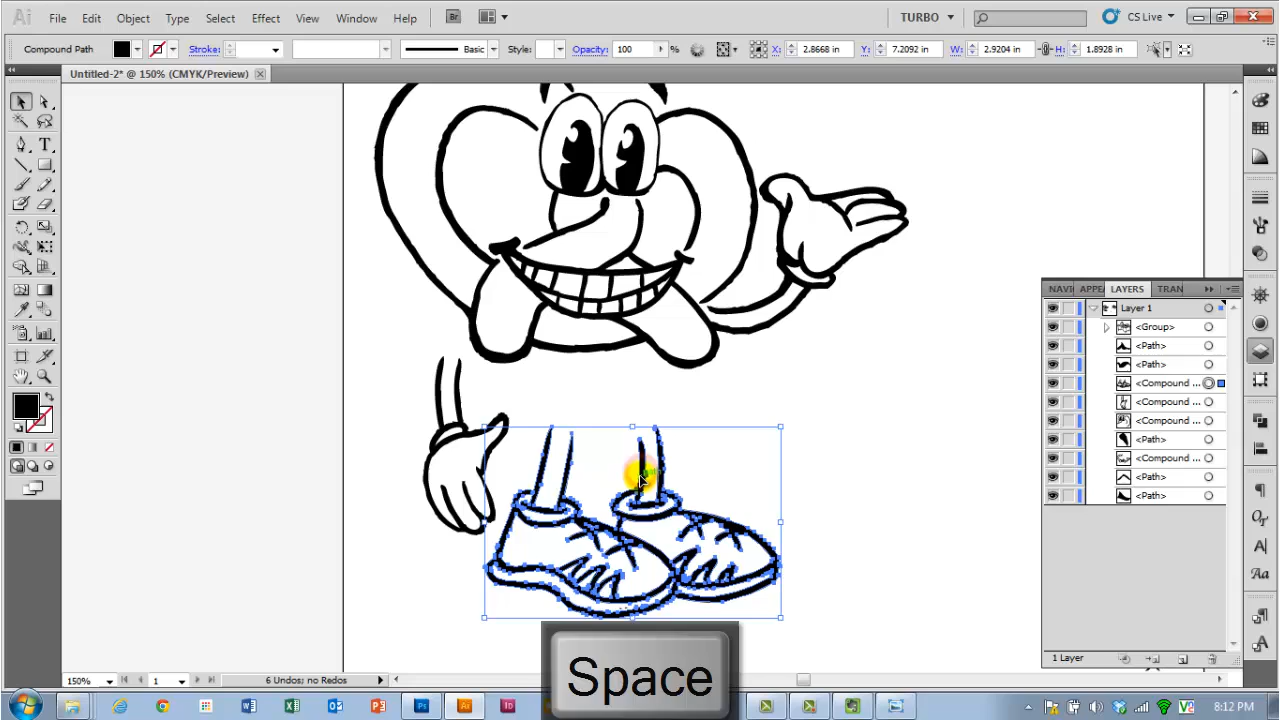 Ai File Edit Object Type Select Effect View Window Help Br TURBO CS Live
Compound Path Stroke: Basic Style: Opacity: 100 % X: 2.8668 in Y: 7.2092 in W: 2.9204 in H: 1.8928 in
Untitled-2* @ 150% (CMYK/Preview)
NAVI APPE LAYERS TRAN
Layer 1
<Group>
<Path>
<Path>
<Compound ...
<Compound ...
<Compound ...
<Path>
<Compound ...
<Path>
<Path>
1 Layer
Space
150% 1 6 Undos; no Redos
8:12 PM